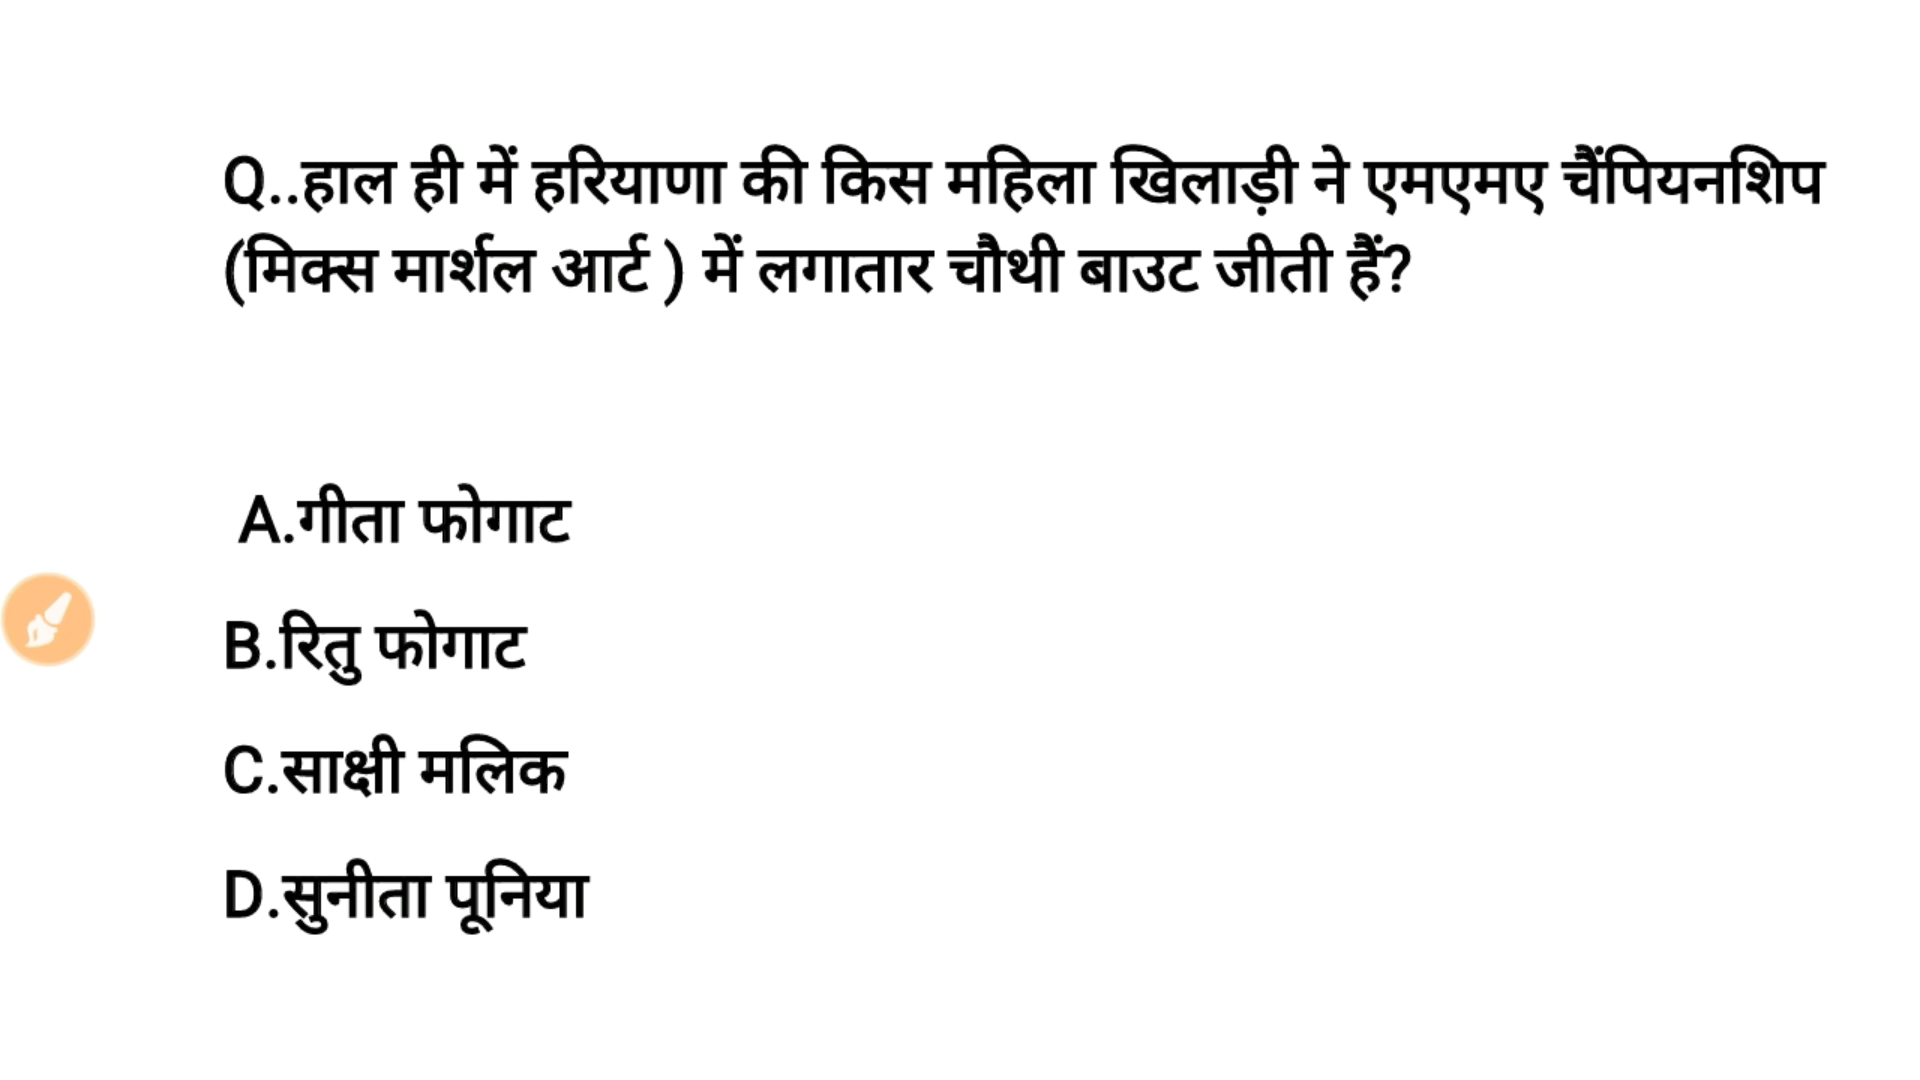 Q..हाल ही में हरियाणा की किस महिला खिलाड़ी ने एमएमए चैंपियनशिप
(मिक्स मार्शल आर्ट ) में लगातार चौथी बाउट जीती हैं?
A.गीता फोगाट
B.रितु फोगाट
C.साक्षी मलिक
D.सुनीता पूनिया